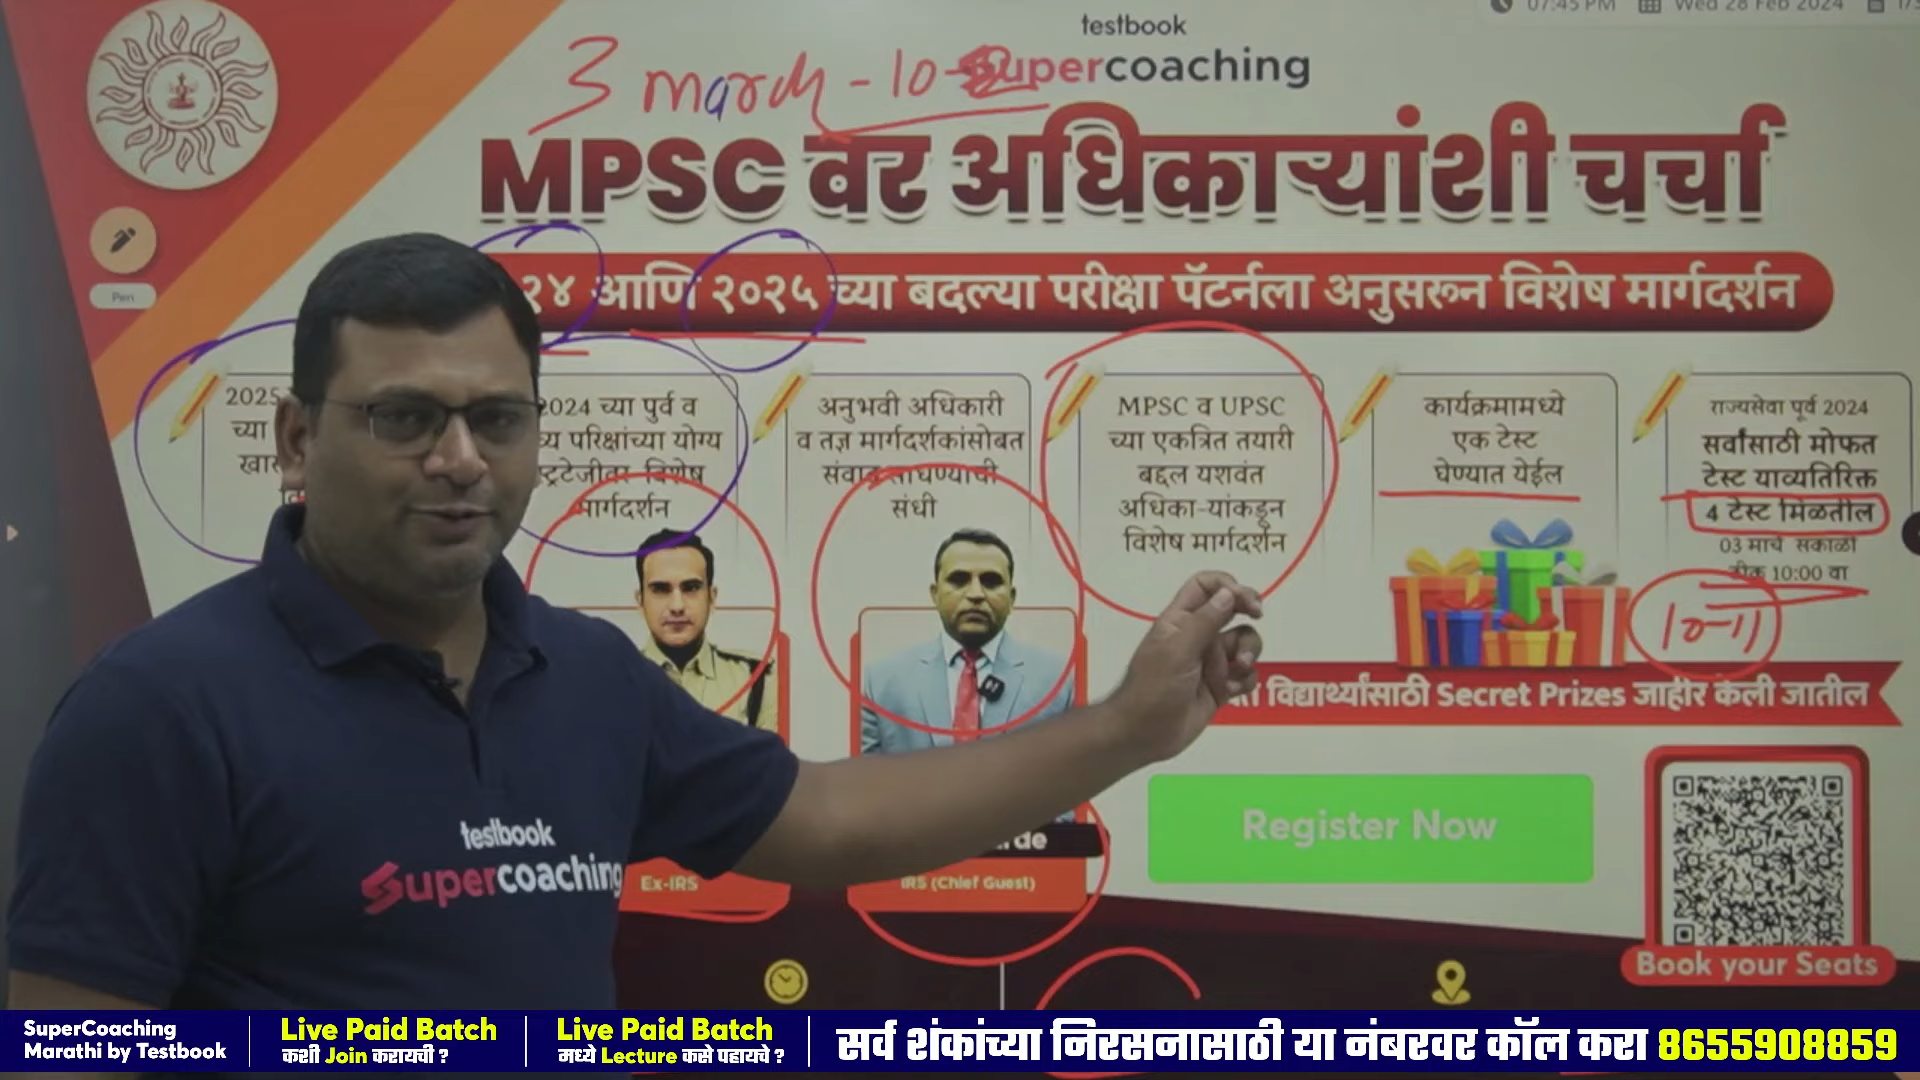 07:45 PM Wed 28 Feb 2024
testbook
supercoaching
3 march - 10-
MPSC वर अधिकाऱ्यांशी चर्चा
२४ आणि २०२५ च्या बदल्या परीक्षा पॅटर्नला अनुसरून विशेष मार्गदर्शन
Pen
2025
च्या
2024 च्या पुर्व व
परिक्षांच्या योग्य
विशेष
मार्गदर्शन
अनुभवी अधिकारी
व तज्ञ मार्गदर्शकांसोबत
संवाद साधण्याची
संधी
MPSC व UPSC
च्या एकत्रित तयारी
बद्दल यशवंत
अधिका-यांकडून
विशेष मार्गदर्शन
कार्यक्रमामध्ये
एक टेस्ट
घेण्यात येईल
राज्यसेवा पूर्व 2024
सर्वांसाठी मोफत
टेस्ट याव्यतिरिक्त
4 टेस्ट मिळतील
03 मार्च सकाळी
ठीक 10:00 वा
10-11
विद्यार्थ्यांसाठी Secret Prizes जाहीर केली जातील
Register Now
Ex-IRS
IRS (Chief Guest)
Book your Seats
testbook
supercoaching
SuperCoaching
Marathi by Testbook
Live Paid Batch
कशी Join करायची ?
Live Paid Batch
मध्ये Lecture कसे पहायचे ?
सर्व शंकांच्या निरसनासाठी या नंबरवर कॉल करा 8655908859